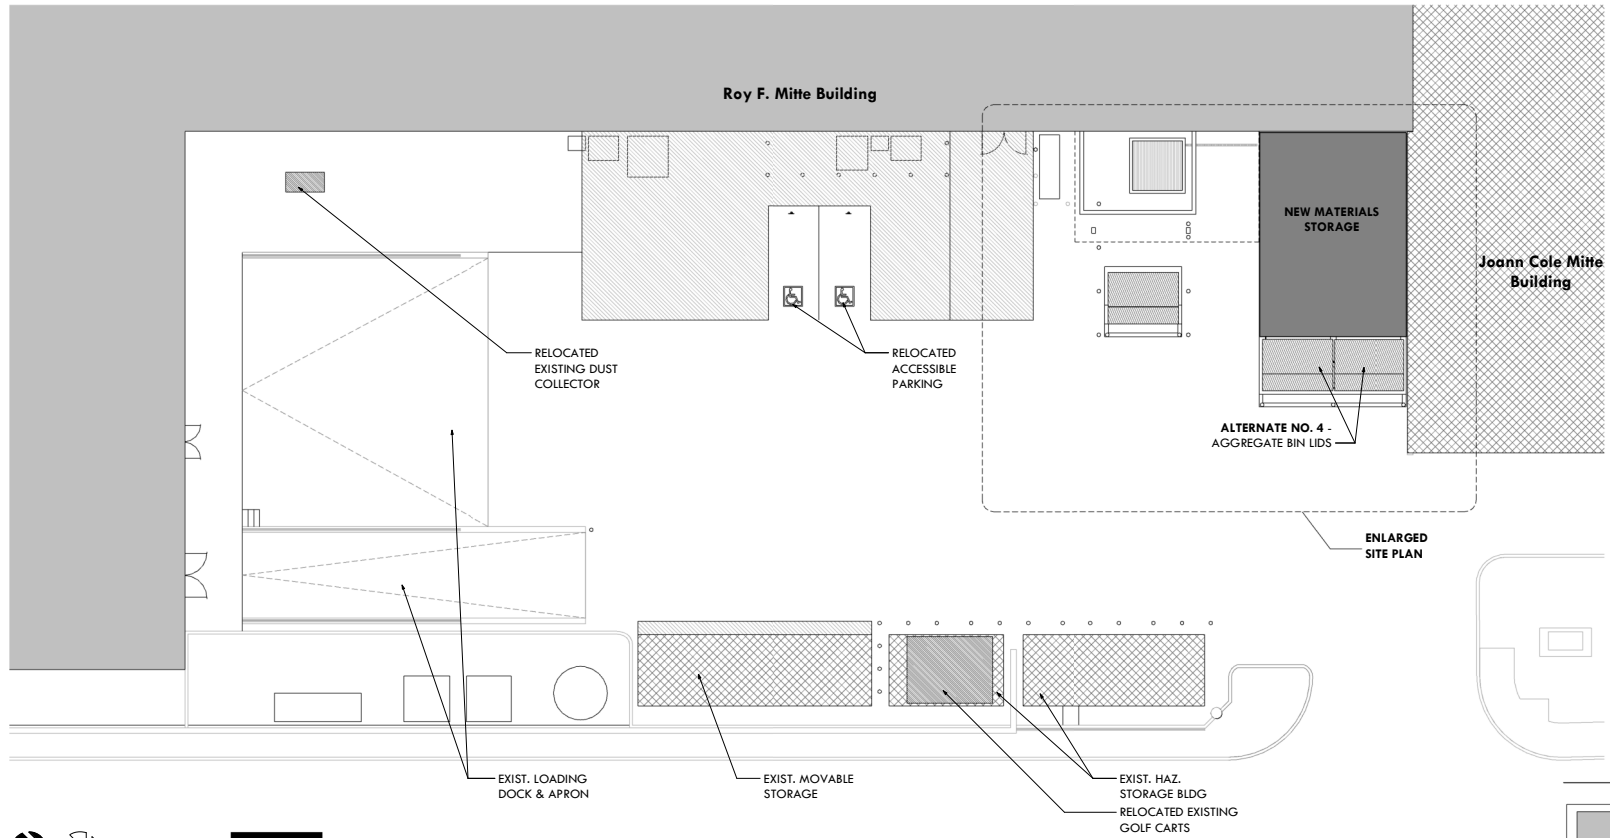 Roy F. Mitte Building
NEW MATERIALS
STORAGE
Joann Cole Mitte
Building
RELOCATED
EXISTING DUST
COLLECTOR
RELOCATED
ACCESSIBLE
PARKING
ALTERNATE NO. 4 -
AGGREGATE BIN LIDS
ENLARGED
SITE PLAN
EXIST. LOADING
DOCK & APRON
EXIST. MOVABLE
STORAGE
EXIST. HAZ.
STORAGE BLDG
RELOCATED EXISTING
GOLF CARTS